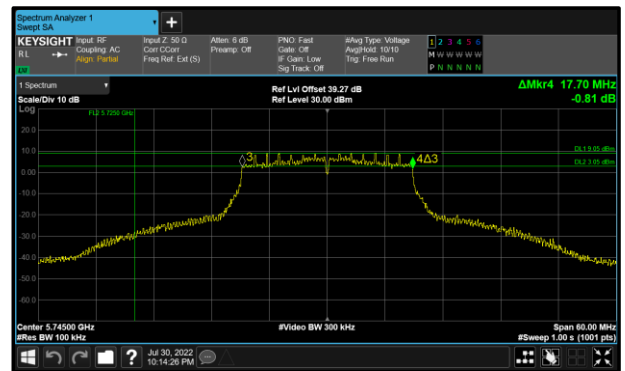 Spectrum Analyzer 1
Swept SA
KEYSIGHT Input: RF Input Z: 50 Ω Atten: 6 dB PNO: Fast #Avg Type: Voltage 1 2 3 4 5 6
RL Coupling: AC Corr CCorr Preamp: Off Gate: Off Avg|Hold: 10/10 M W W W W W
Align: Partial Freq Ref: Ext (S) IF Gain: Low Trig: Free Run
Sig Track: Off P N N N N N
1 Spectrum ΔMkr4 17.70 MHz
Ref Lvl Offset 39.27 dB
Scale/Div 10 dB Ref Level 30.00 dBm -0.81 dB
Log
FL2 5.7250 GHz
20.0
DL1 9.05 dBm
10.0
3 4Δ3
DL2 3.05 dBm
0.00
-10.0
-20.0
-30.0
-40.0
-50.0
-60.0
Center 5.74500 GHz #Video BW 300 kHz Span 60.00 MHz
#Res BW 100 kHz #Sweep 1.00 s (1001 pts)
? Jul 30, 2022
10:14:26 PM